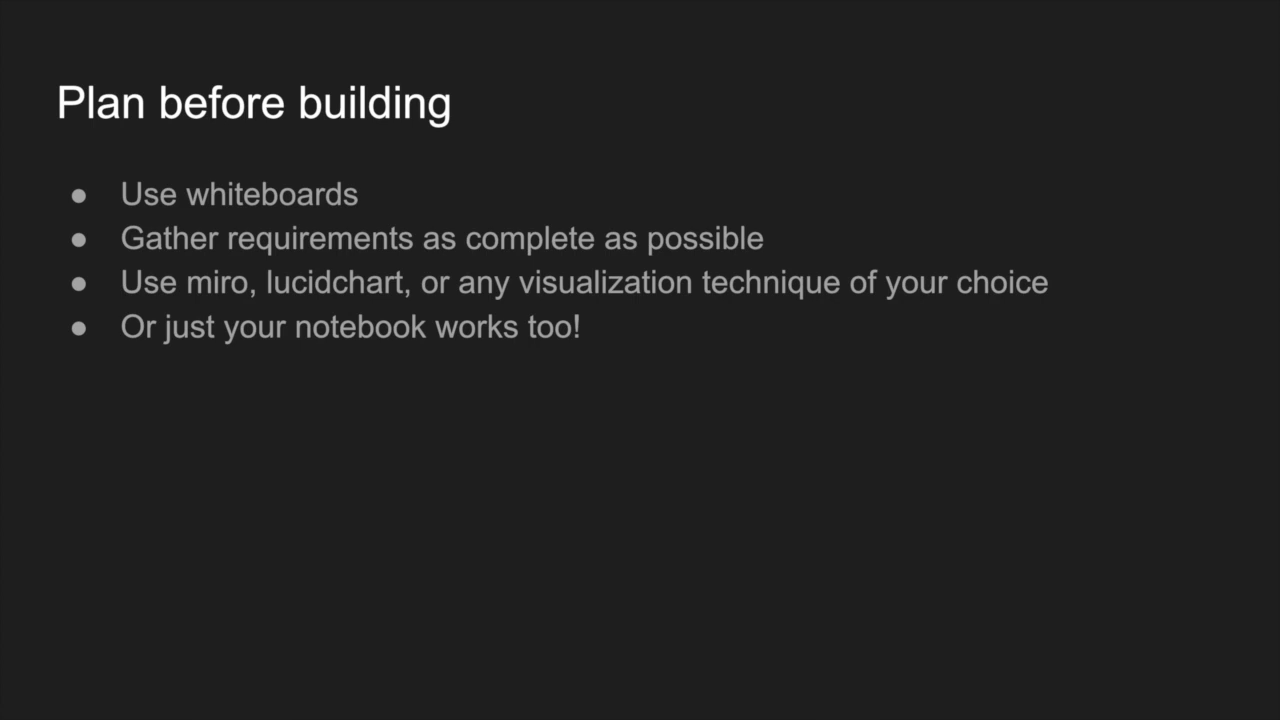 Plan before building
● Use whiteboards
● Gather requirements as complete as possible
● Use miro, lucidchart, or any visualization technique of your choice
● Or just your notebook works too!